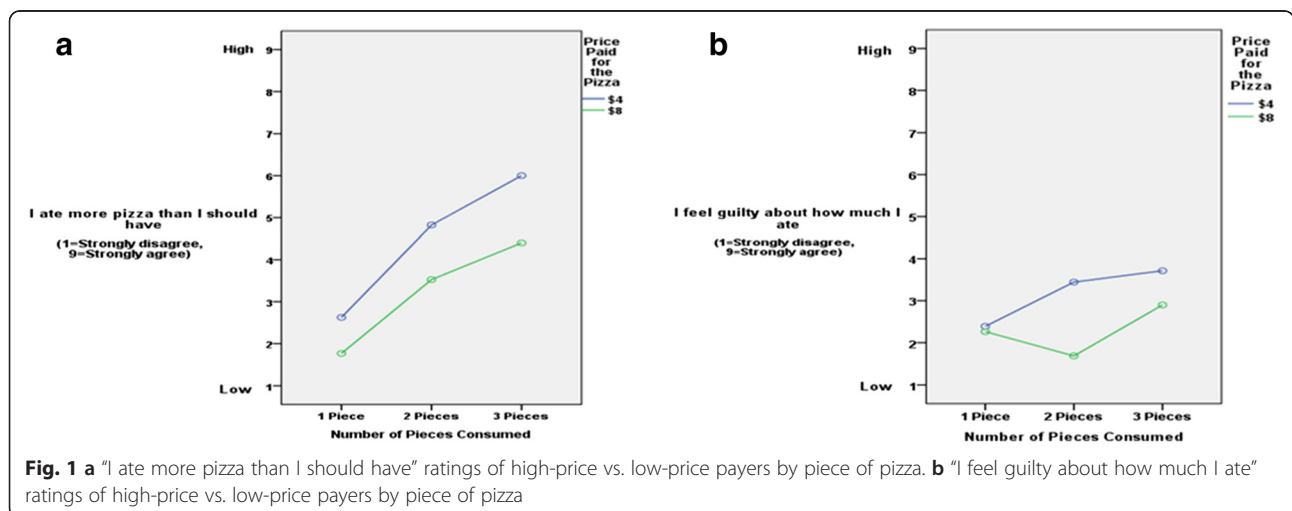 a
High
9
8
7
6
5
4
3
2
1
Low
I ate more pizza than I should
have
(1=Strongly disagree,
9=Strongly agree)
1 Piece
2 Pieces
3 Pieces
Number of Pieces Consumed
Price
Paid
for
the
Pizza
$4
$8
b
High
9
8
7
6
5
4
3
2
1
Low
I feel guilty about how much I
ate
(1=Strongly disagree,
9=Strongly agree)
1 Piece
2 Pieces
3 Pieces
Number of Pieces Consumed
Price
Paid
for
the
Pizza
$4
$8
Fig. 1 a “I ate more pizza than I should have” ratings of high-price vs. low-price payers by piece of pizza. b “I feel guilty about how much I ate”
ratings of high-price vs. low-price payers by piece of pizza